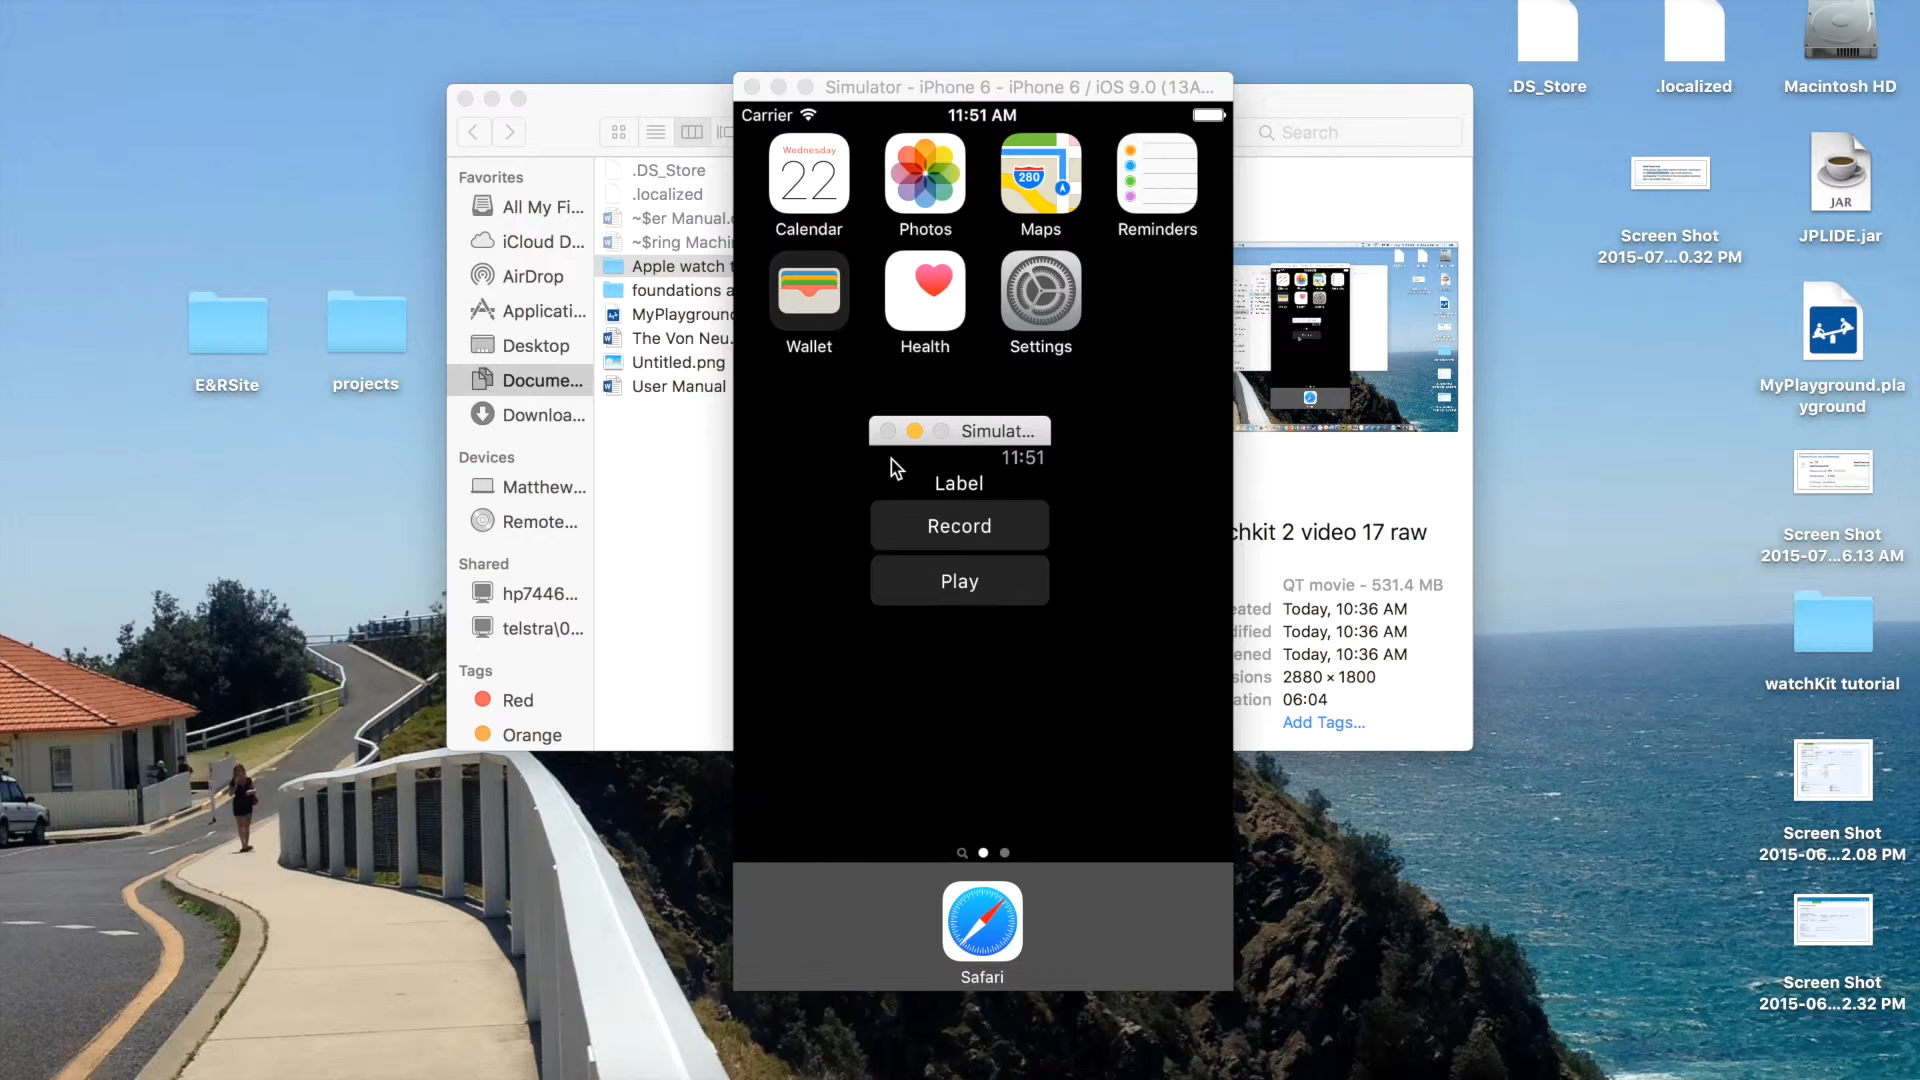 .DS_Store
.localized
Macintosh HD
JAR
JPLIDE.jar
Screen Shot
2015-07...0.32 PM
MyPlayground.pla
yground
Screen Shot
2015-07...6.13 AM
watchKit tutorial
Screen Shot
2015-06...2.08 PM
Screen Shot
2015-06...2.32 PM
E&RSite
projects
Search
Favorites
All My Fi...
iCloud D...
AirDrop
Applicati...
Desktop
Docume...
Downloa...
Devices
Matthew...
Remote...
Shared
hp7446...
telstra\0...
Tags
Red
Orange
.DS_Store
.localized
~$er Manual.
~$ring Machi
Apple watch t
foundations a
MyPlayground
The Von Neu..
Untitled.png
User Manual
Simulator - iPhone 6 - iPhone 6 / iOS 9.0 (13A...
Carrier
11:51 AM
Wednesday
22
280
Calendar
Photos
Maps
Reminders
Wallet
Health
Settings
Simulat...
11:51
Label
Record
Play
Safari
chkit 2 video 17 raw
QT movie - 531.4 MB
eated Today, 10:36 AM
dified Today, 10:36 AM
ened Today, 10:36 AM
sions 2880 × 1800
ation 06:04
Add Tags...